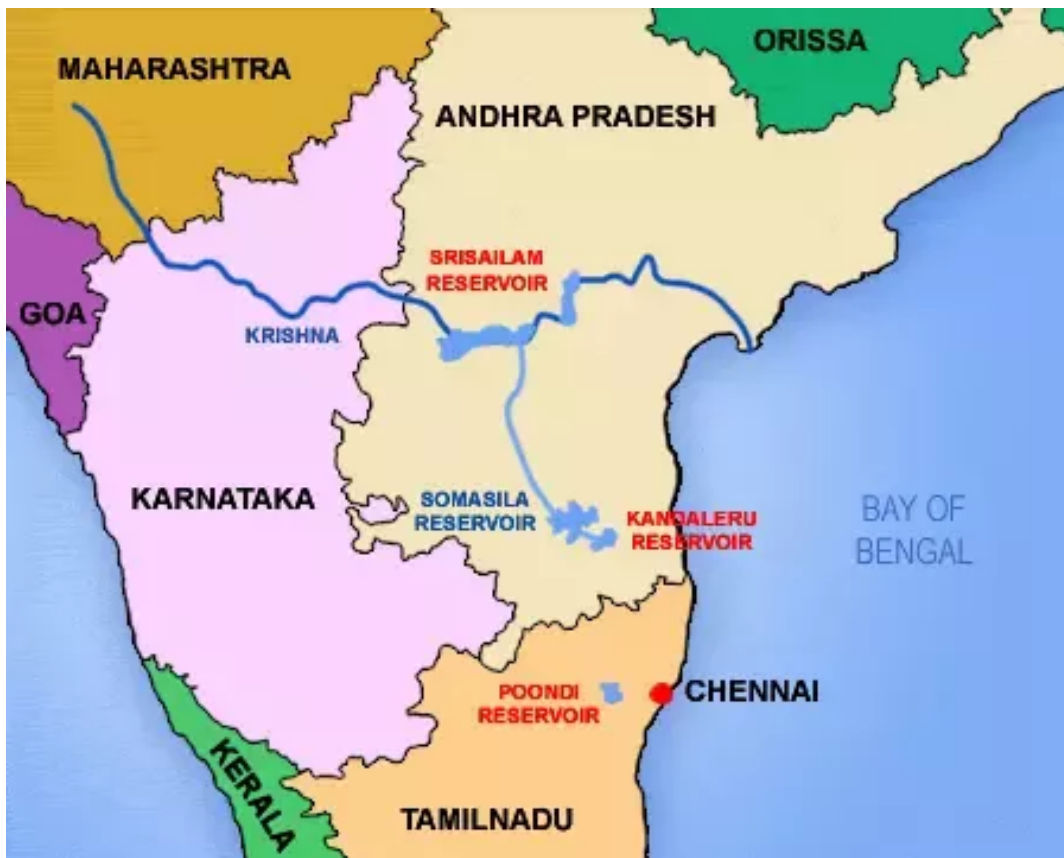 ORISSA
MAHARASHTRA
ANDHRA PRADESH
SRISAILAM
RESERVOIR
GOA
KRISHNA
KARNATAKA
SOMASILA
RESERVOIR
KANDALERU
RESERVOIR
BAY OF
BENGAL
POONDI
RESERVOIR
CHENNAI
KERALA
TAMILNADU